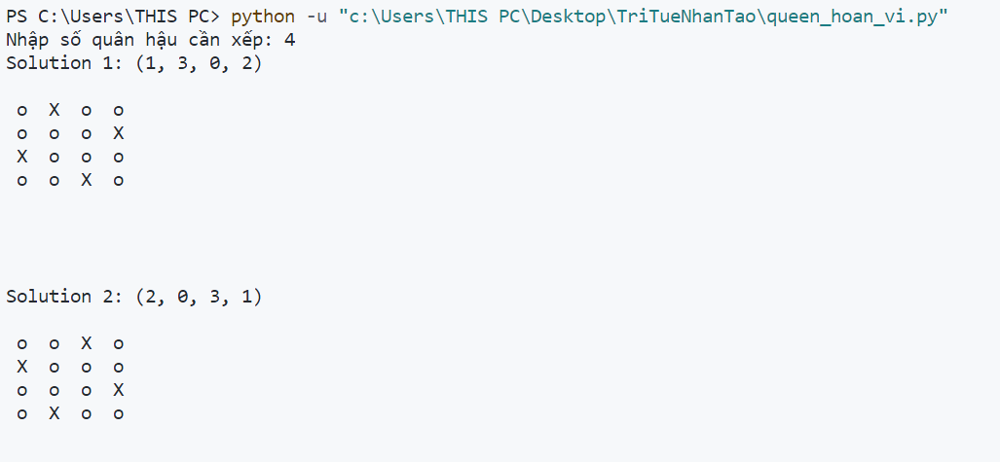 PS C:\Users\THIS PC> python -u "c:\Users\THIS PC\Desktop\TriTueNhanTao\queen_hoan_vi.py"
Nhập số quân hậu cần xếp: 4
Solution 1: (1, 3, 0, 2)
o X o o
o o o X
X o o o
o o X o
Solution 2: (2, 0, 3, 1)
o o X o
X o o o
o o o X
o X o o